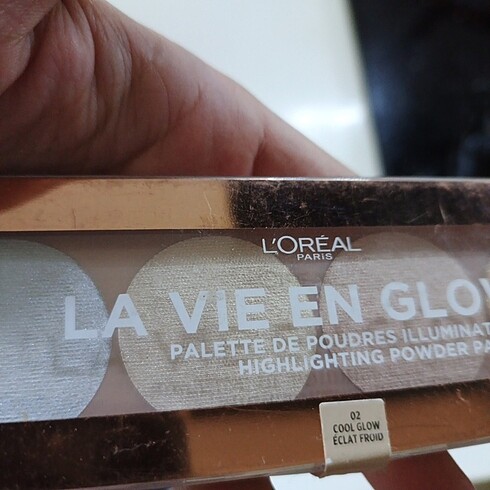 L'ORÉAL
PARIS
LA VIE EN GLOW
PALETTE DE POUDRES ILLUMINAT
HIGHLIGHTING POWDER PA
02
COOL GLOW
ÉCLAT FROID